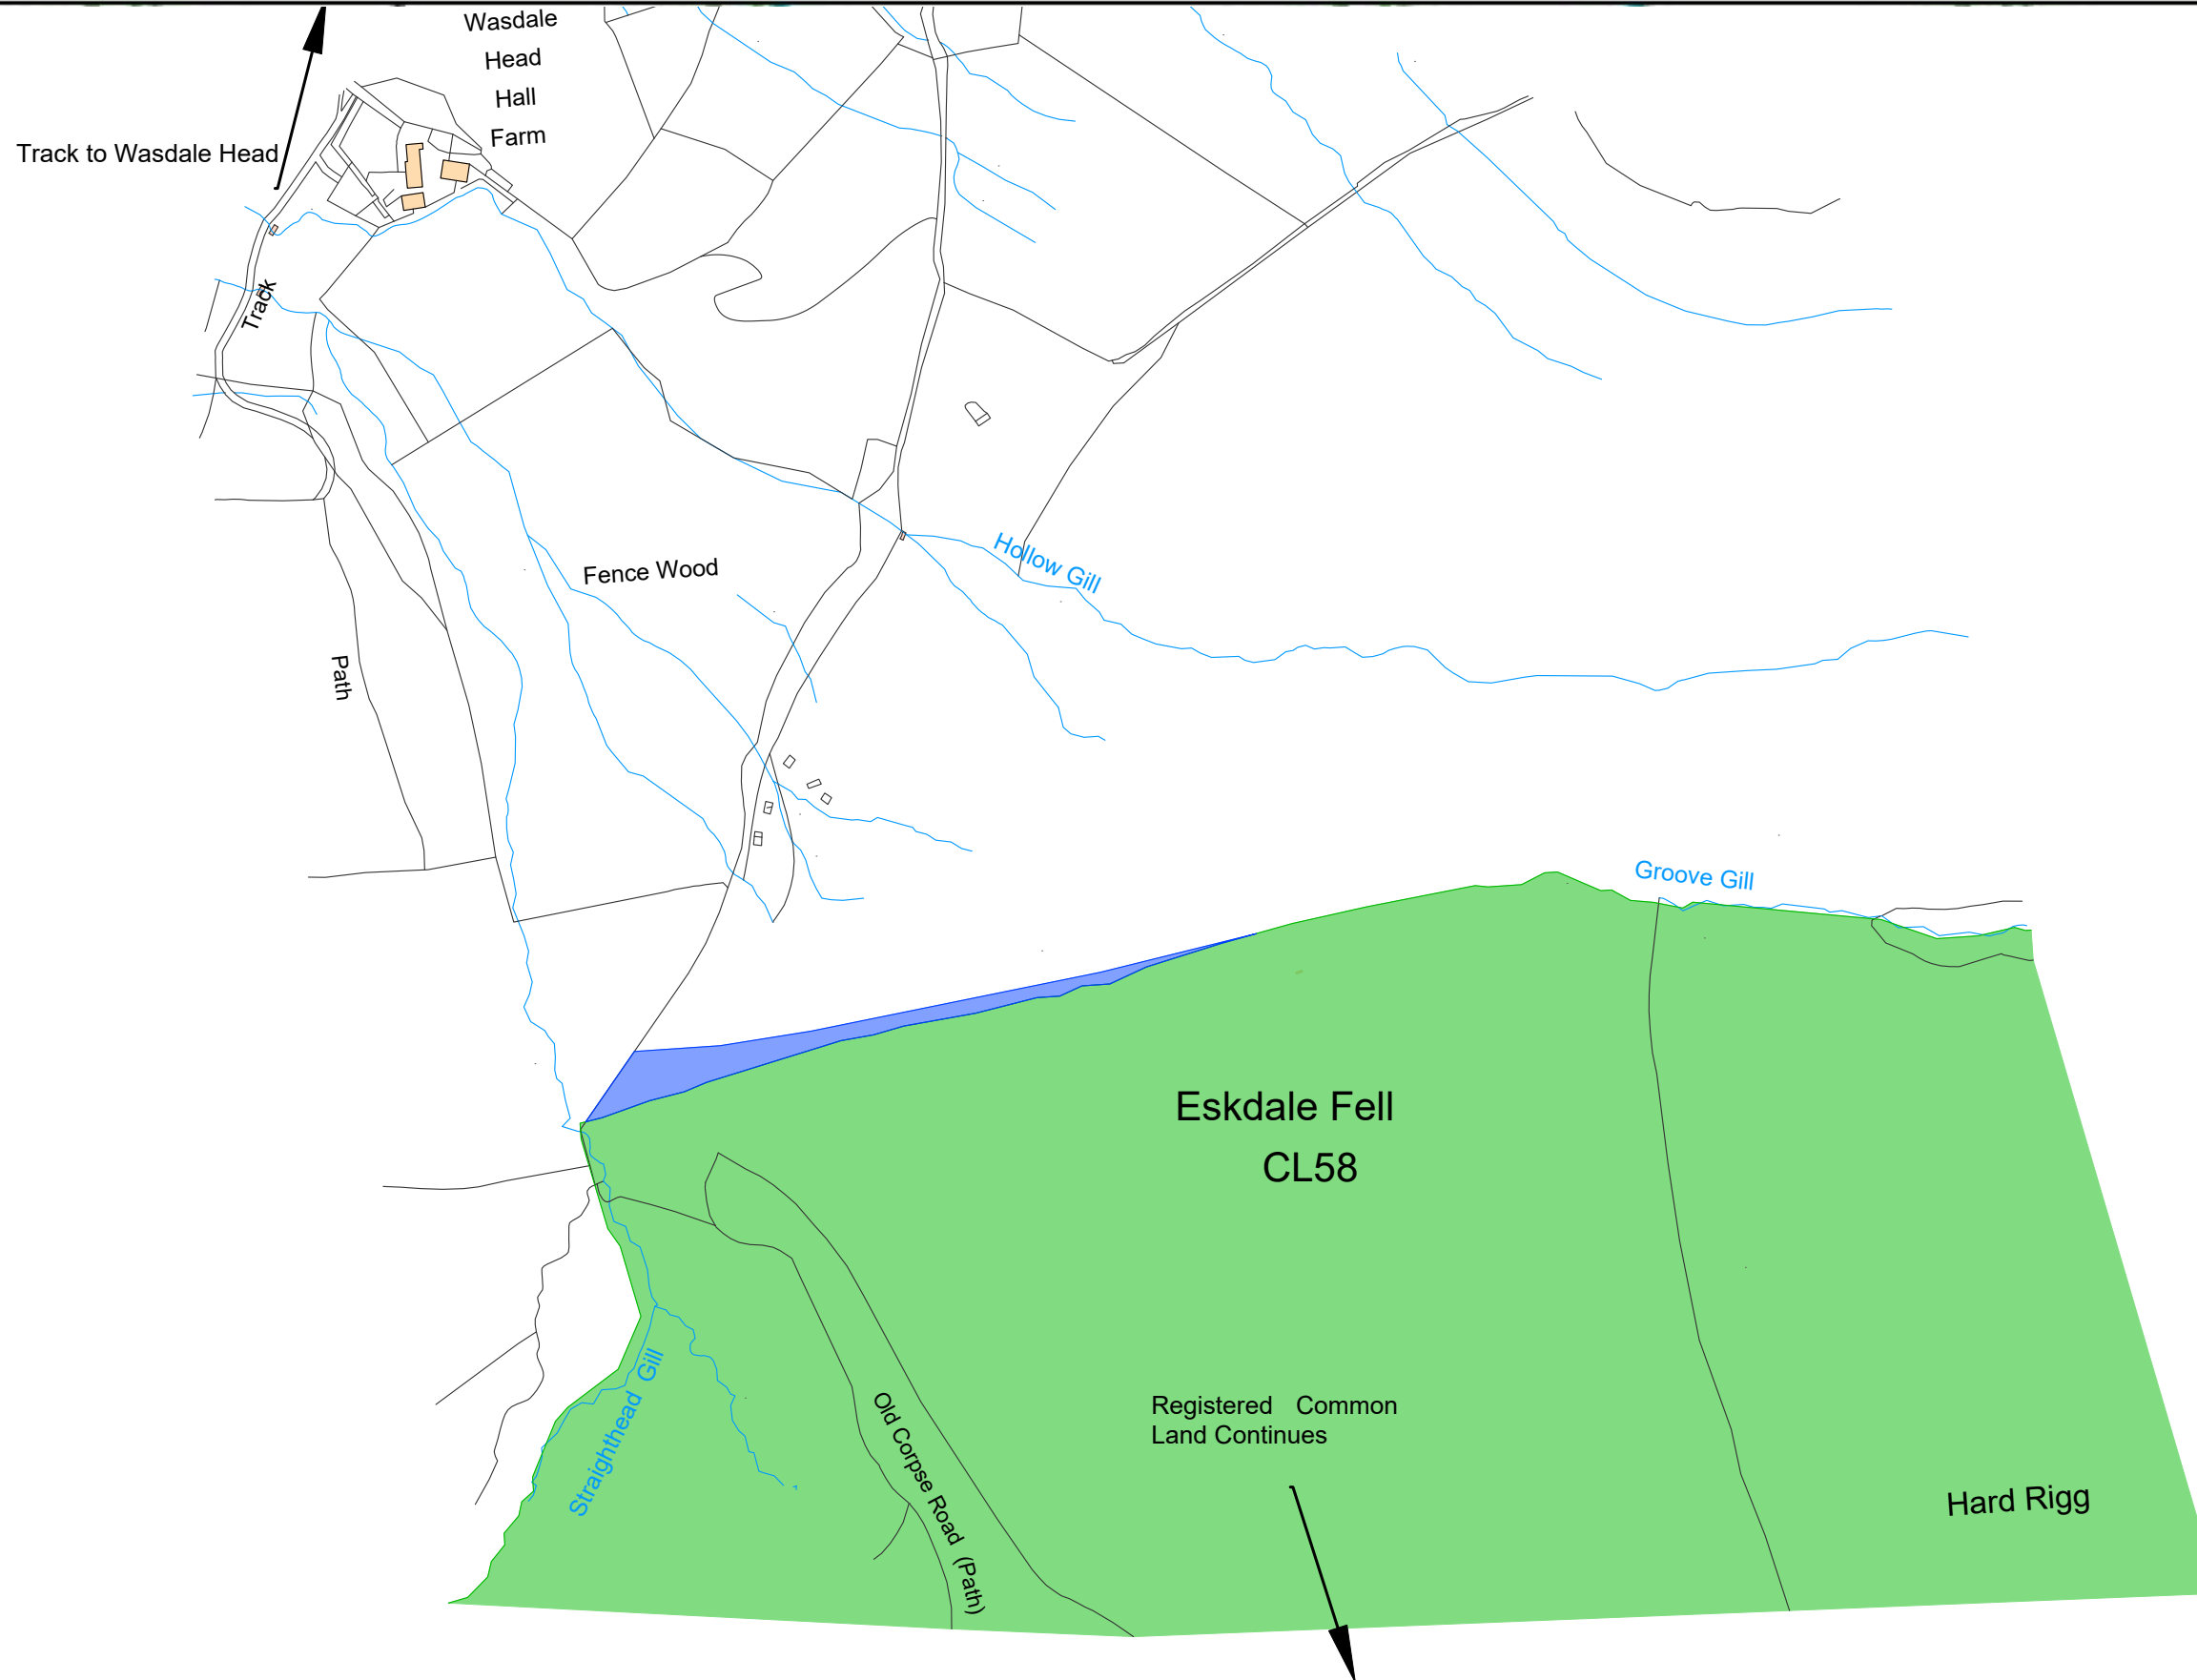 Wasdale
Head
Hall
Farm
Track to Wasdale Head
Track
Fence Wood
Hollow Gill
Path
Groove Gill
Eskdale Fell
CL58
Straighthead Gill
Old Corpse Road (Path)
Registered Common
Land Continues
Hard Rigg